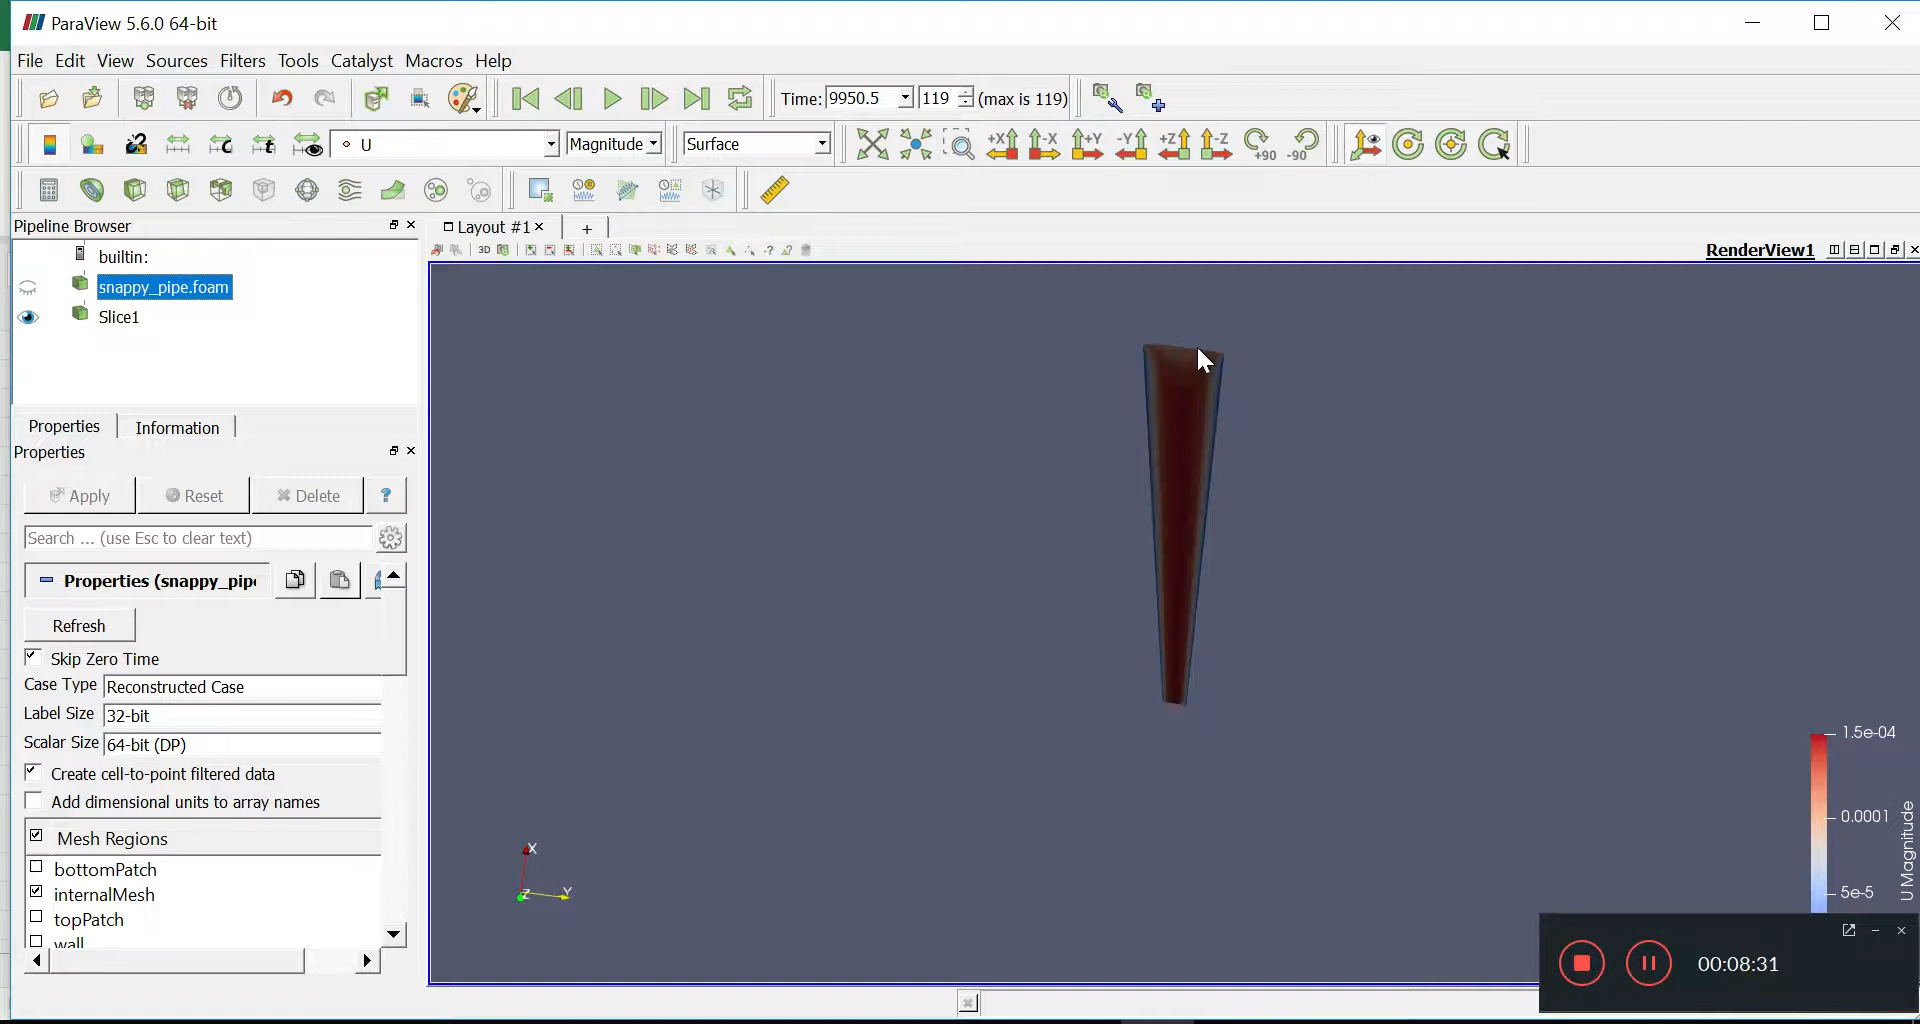 ParaView 5.6.0 64-bit
File Edit View Sources Filters Tools Catalyst Macros Help
Time: 9950.5 119 (max is 119)
U Magnitude Surface +X -X +Y -Y +Z -Z +90 -90
Pipeline Browser
Layout #1 +
builtin:
3D
RenderView1
snappy_pipe.foam
Slice1
Properties Information
Properties
Apply Reset Delete ?
Search ... (use Esc to clear text)
Properties (snappy_pipe
Refresh
Skip Zero Time
Case Type Reconstructed Case
Label Size 32-bit
Scalar Size 64-bit (DP)
Create cell-to-point filtered data
Add dimensional units to array names
Mesh Regions
bottomPatch
internalMesh
topPatch
wall
X
Y
Z
1.5e-04
0.0001
5e-5
U Magnitude
00:08:31